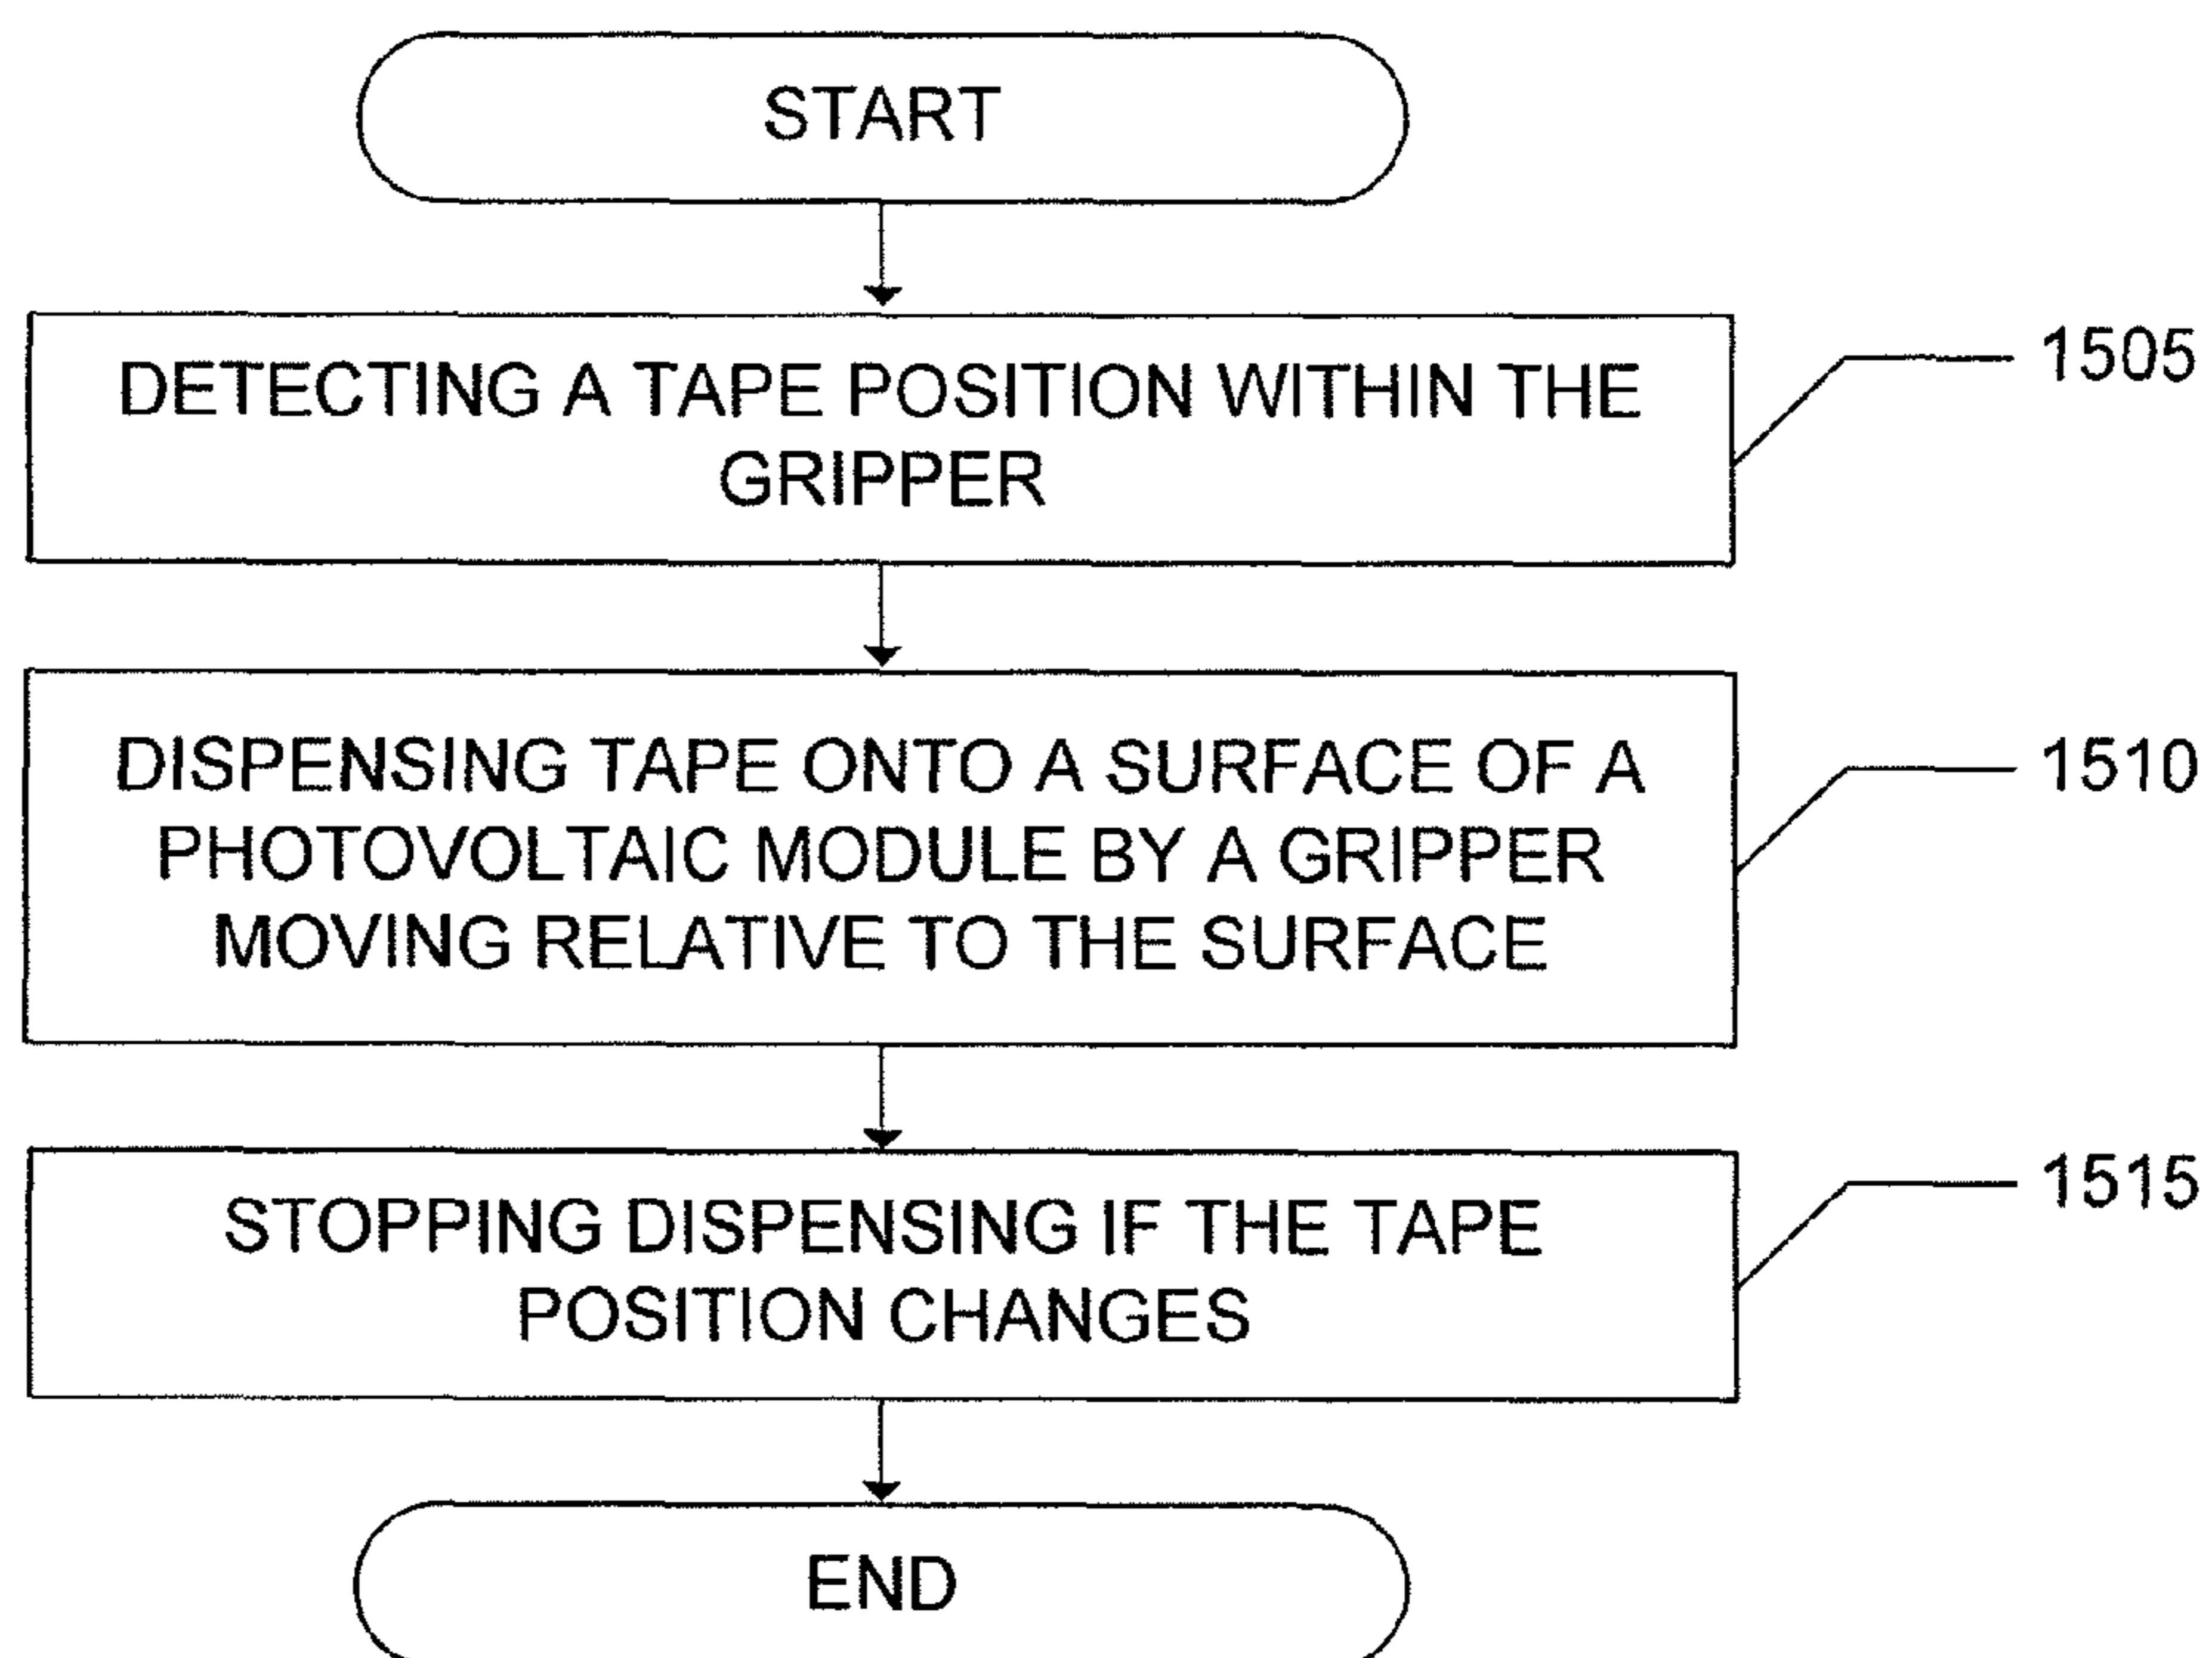 START
DETECTING A TAPE POSITION WITHIN THE
GRIPPER
1505
DISPENSING TAPE ONTO A SURFACE OF A
PHOTOVOLTAIC MODULE BY A GRIPPER
MOVING RELATIVE TO THE SURFACE
1510
STOPPING DISPENSING IF THE TAPE
POSITION CHANGES
1515
END